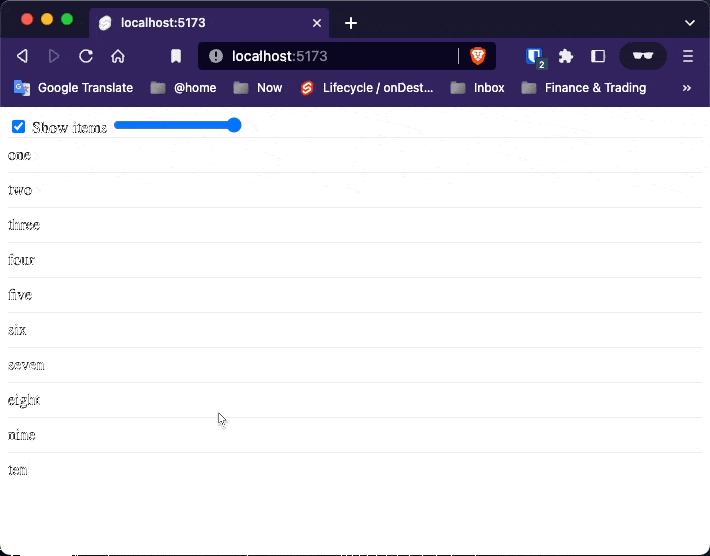 localhost:5173
localhost:5173
2
Google Translate @home Now Lifecycle / onDest... Inbox Finance & Trading »
Show items
one
two
three
four
five
six
seven
eight
nine
ten